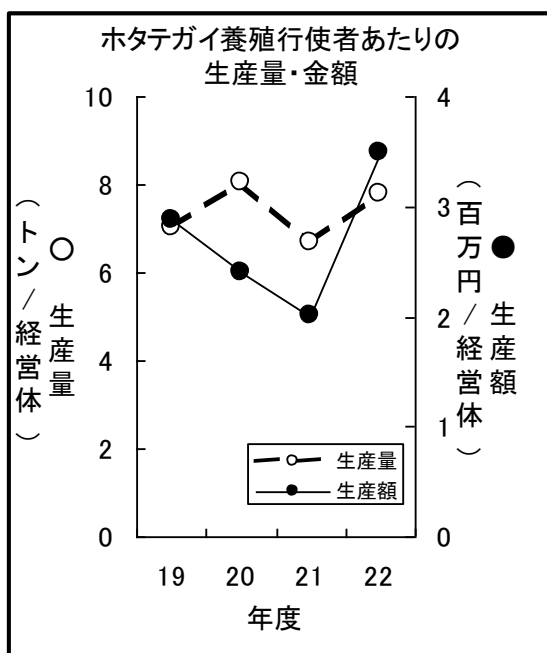 ホタテガイ養殖行使者あたりの
生産量・金額
10
8
6
4
2
0
○ 生産量
（トン/経営体）
4
3
2
1
0
● 生産額
（百万円/経営体）
生産量
生産額
19 20 21 22
年度